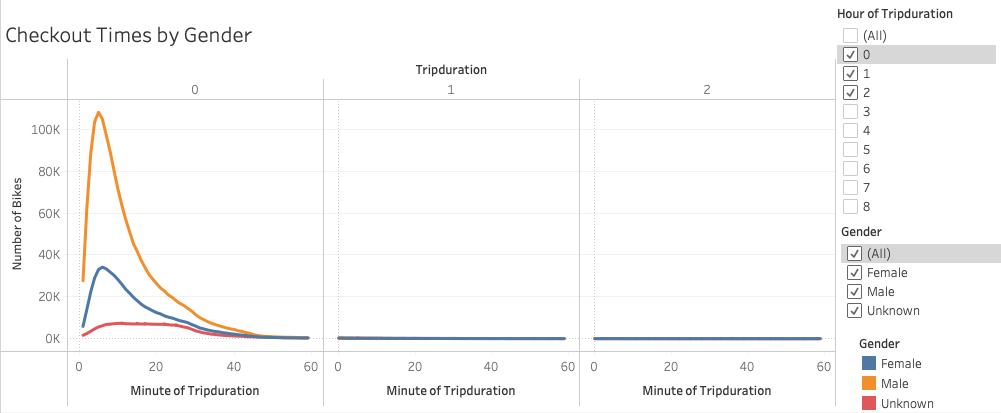 Checkout Times by Gender
Tripduration
0 1 2
100K
80K
60K
40K
20K
0K
Number of Bikes
0 20 40 60 0 20 40 60 0 20 40 60
Minute of Tripduration Minute of Tripduration Minute of Tripduration
Hour of Tripduration
(All)
0
1
2
3
4
5
6
7
8
Gender
(All)
Female
Male
Unknown
Gender
Female
Male
Unknown